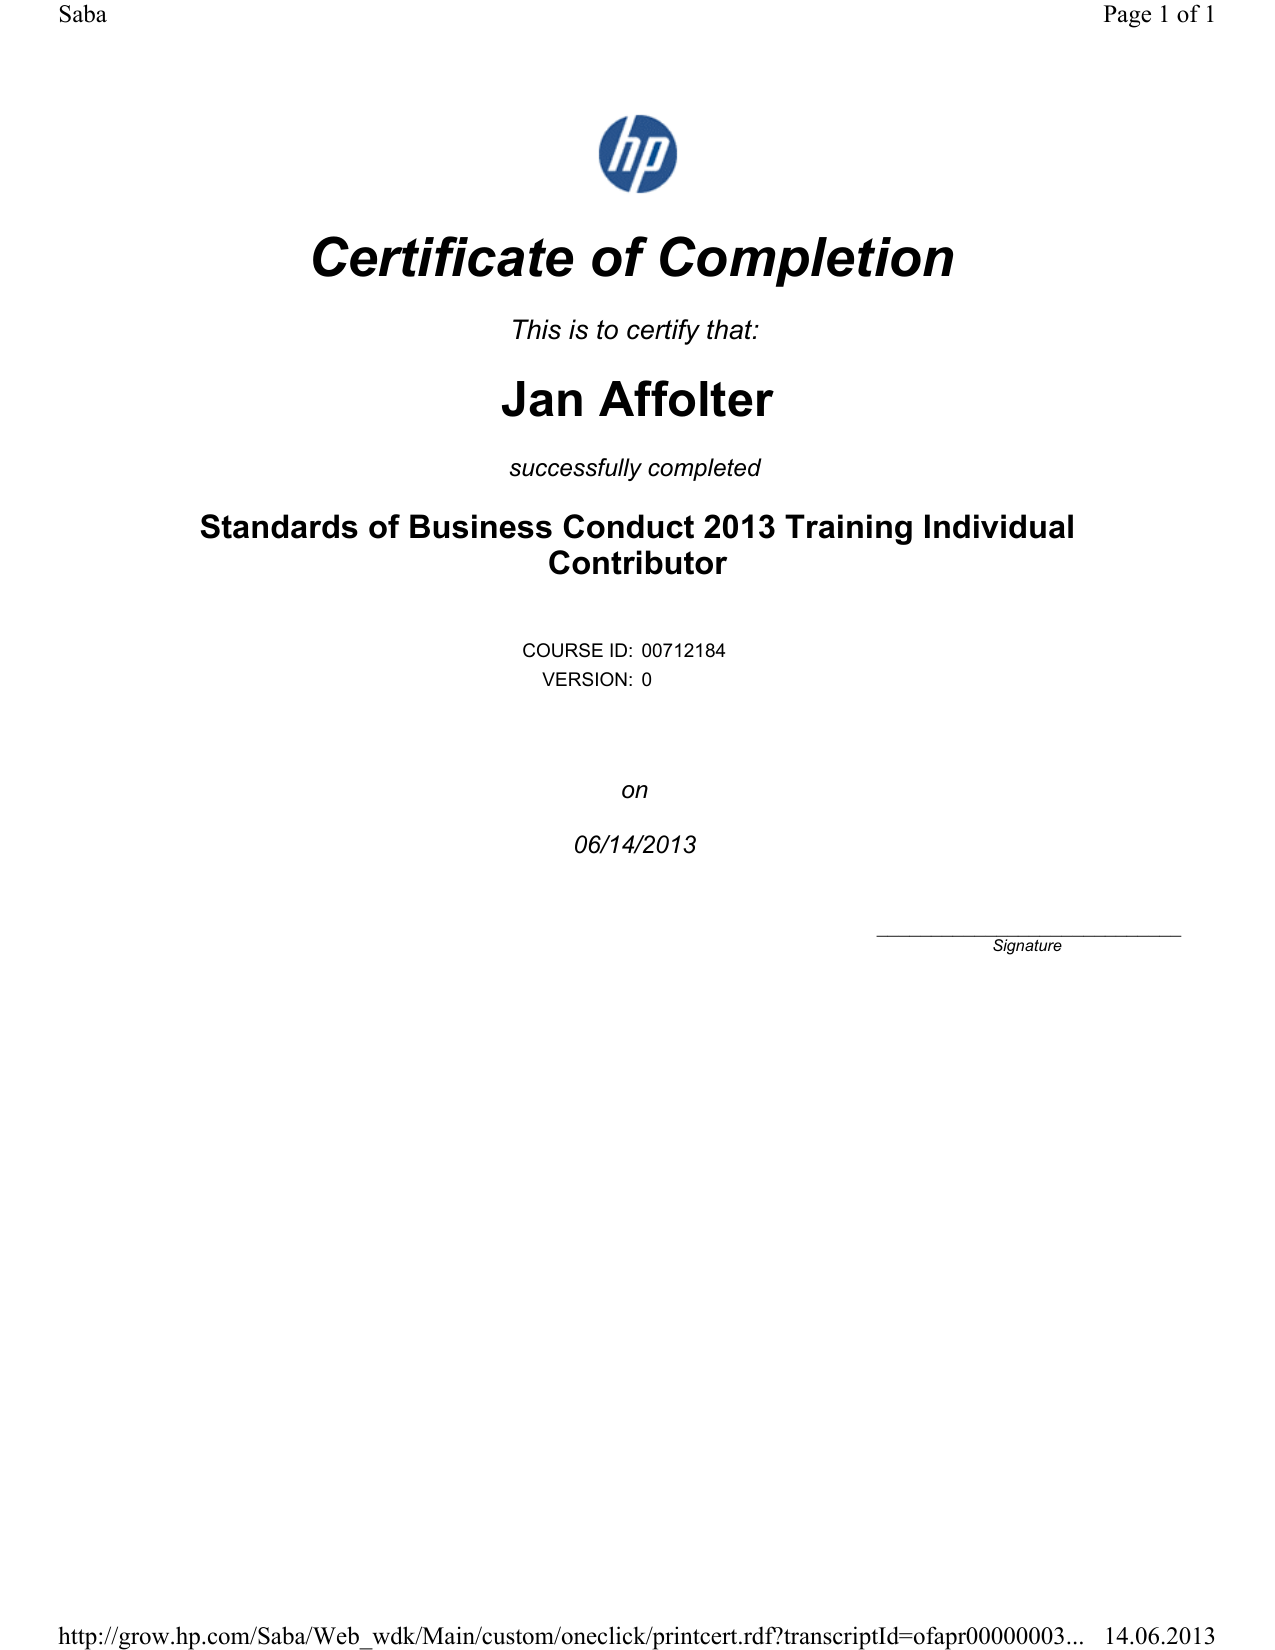 Saba Page 1 of 1
hp
Certificate of Completion
This is to certify that:
Jan Affolter
successfully completed
Standards of Business Conduct 2013 Training Individual
Contributor
COURSE ID: 00712184
VERSION: 0
on
06/14/2013
Signature
http://grow.hp.com/Saba/Web_wdk/Main/custom/oneclick/printcert.rdf?transcriptId=ofapr00000003... 14.06.2013